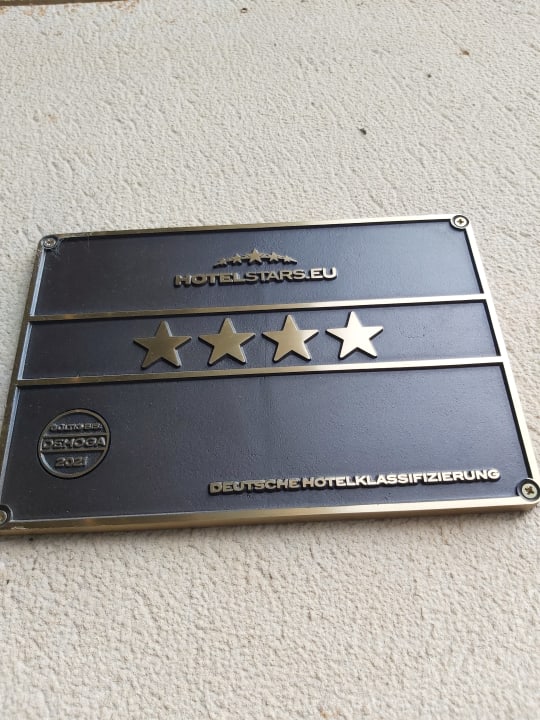 HOTELSTARS.EU
GÜLTIG BIS
DEHOGA
2021
DEUTSCHE HOTELKLASSIFIZIERUNG